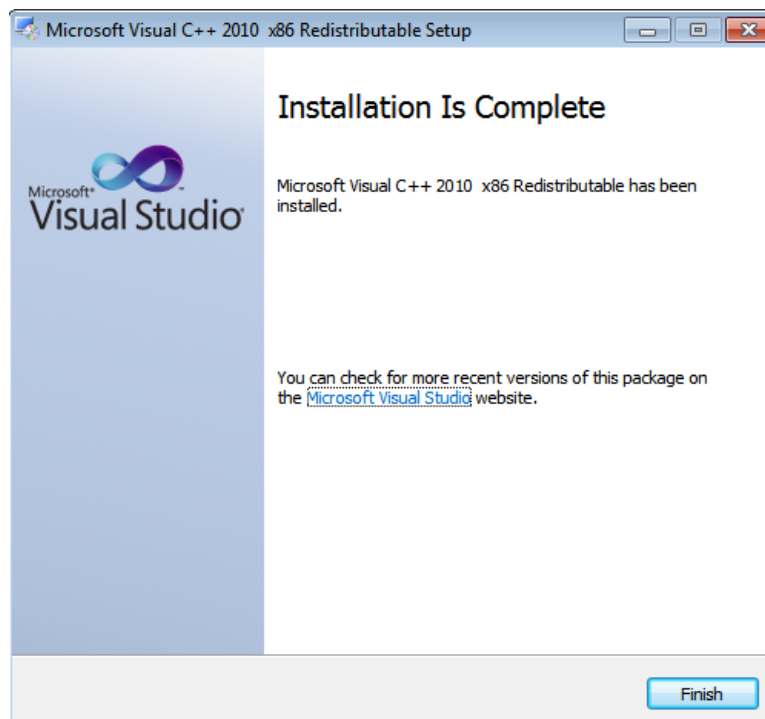 Microsoft Visual C++ 2010 x86 Redistributable Setup
Installation Is Complete
Microsoft Visual C++ 2010 x86 Redistributable has been
installed.
Microsoft®
Visual Studio®
You can check for more recent versions of this package on
the Microsoft Visual Studio website.
Finish